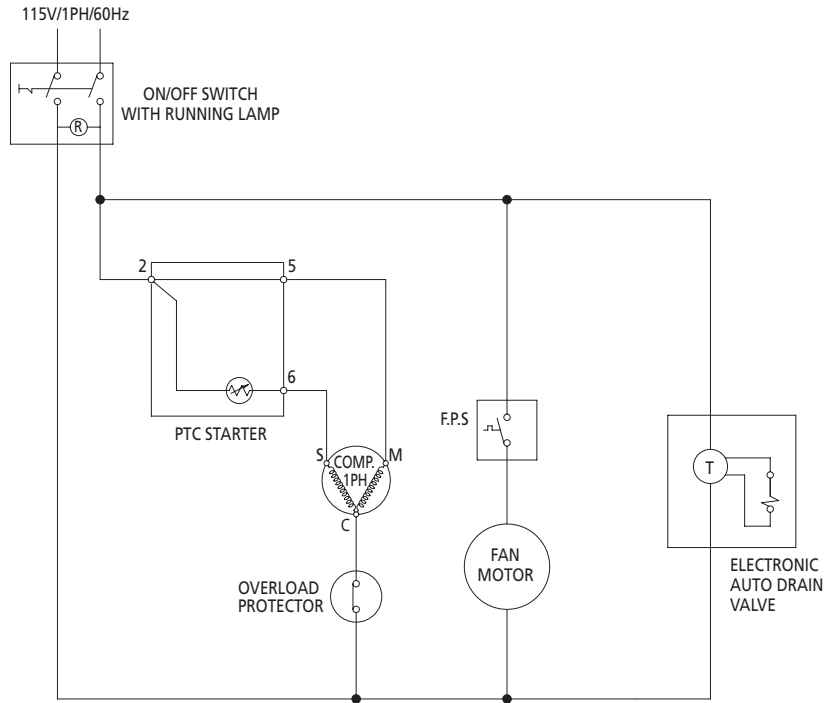 115V/1PH/60Hz
ON/OFF SWITCH
WITH RUNNING LAMP
R
2
5
6
PTC STARTER
F.P.S
S
COMP.
1PH
M
C
T
FAN
MOTOR
OVERLOAD
PROTECTOR
ELECTRONIC
AUTO DRAIN
VALVE